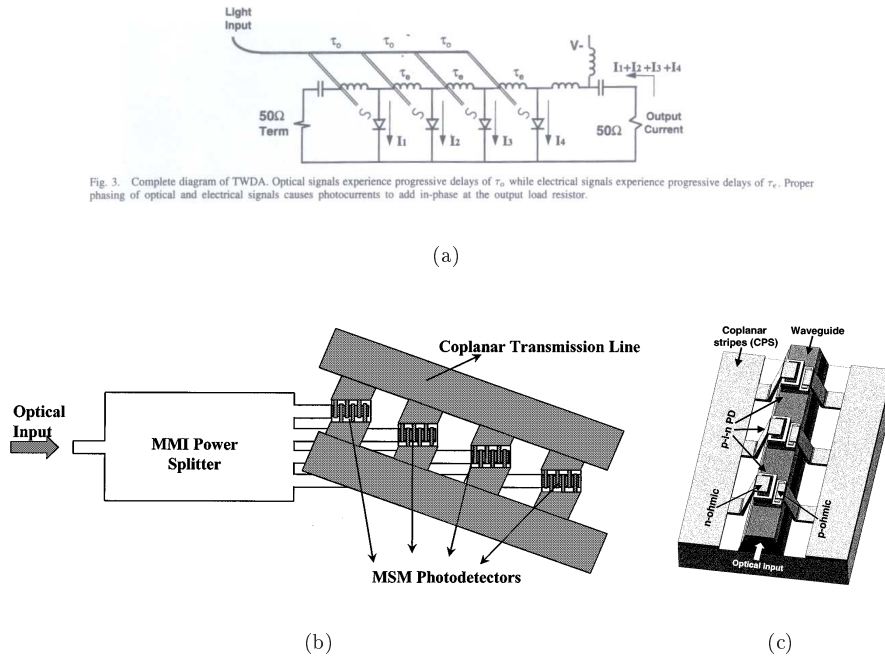 Light
Input
τo τo τo
V-
I1+I2+I3+I4
τe τe τe
50Ω
Term
I1 I2 I3 I4
50Ω
Output
Current
Fig. 3. Complete diagram of TWDA. Optical signals experience progressive delays of τo while electrical signals experience progressive delays of τe. Proper
phasing of optical and electrical signals causes photocurrents to add in-phase at the output load resistor.
(a)
Coplanar Transmission Line
Optical
Input
MMI Power
Splitter
MSM Photodetectors
(b)
Coplanar
stripes (CPS)
Waveguide
p-i-n PD
n-ohmic
p-ohmic
Optical input
(c)